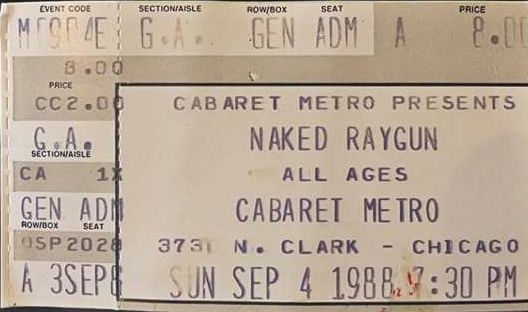 EVENT CODE SECTION/AISLE ROW/BOX SEAT PRICE
G.A. GEN ADM A 8.00
8.00
PRICE
CC2.00 CABARET METRO PRESENTS
G.A. NAKED RAYGUN
SECTION/AISLE
CA 1X ALL AGES
GEN ADM CABARET METRO
ROW/BOX SEAT
3731 N. CLARK - CHICAGO
A 3SEP8 SUN SEP 4 1988 7:30 PM